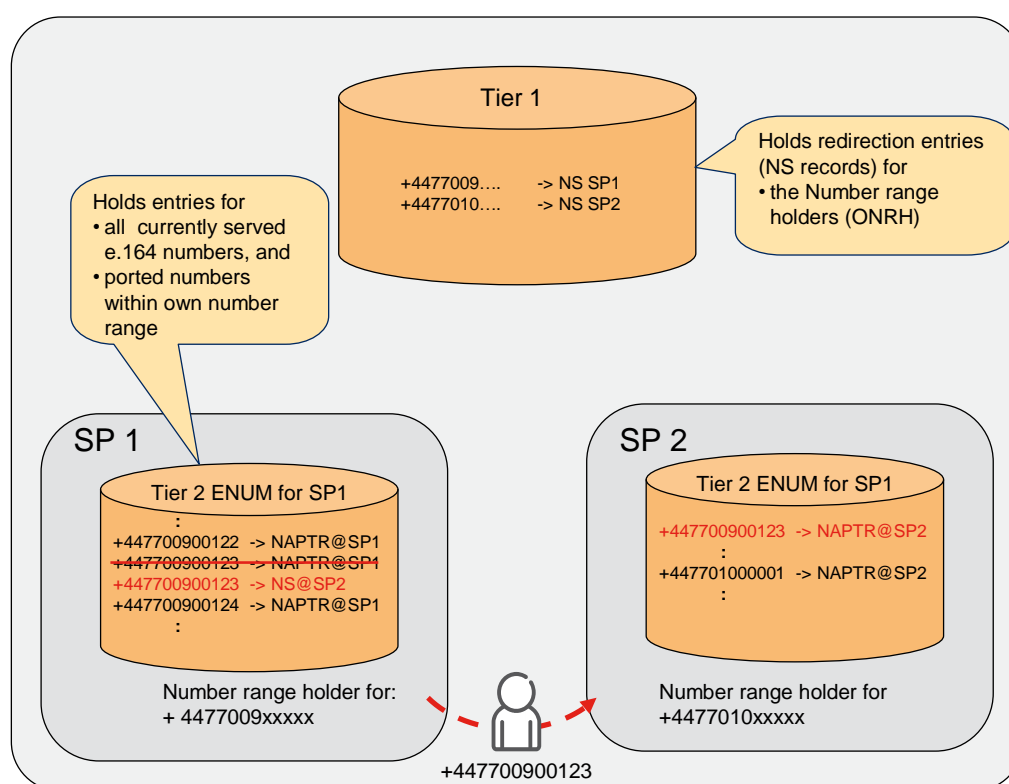 Tier 1
+4477009…. -> NS SP1
+4477010…. -> NS SP2
Holds redirection entries
(NS records) for
• the Number range
holders (ONRH)
Holds entries for
• all currently served
e.164 numbers, and
• ported numbers
within own number
range
SP 1
Tier 2 ENUM for SP1
:
+447700900122 -> NAPTR@SP1
+447700900123 -> NAPTR@SP1
+447700900123 -> NS@SP2
+447700900124 -> NAPTR@SP1
:
Number range holder for:
+ 4477009xxxxx
SP 2
Tier 2 ENUM for SP1
+447700900123 -> NAPTR@SP2
:
+447701000001 -> NAPTR@SP2
:
Number range holder for
+4477010xxxxx
+447700900123